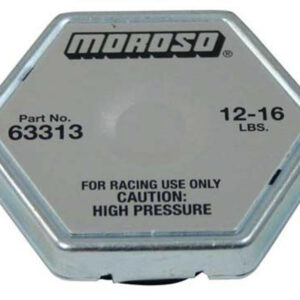 MOROSO®
Part No.
63313
12-16
LBS.
FOR RACING USE ONLY
CAUTION:
HIGH PRESSURE